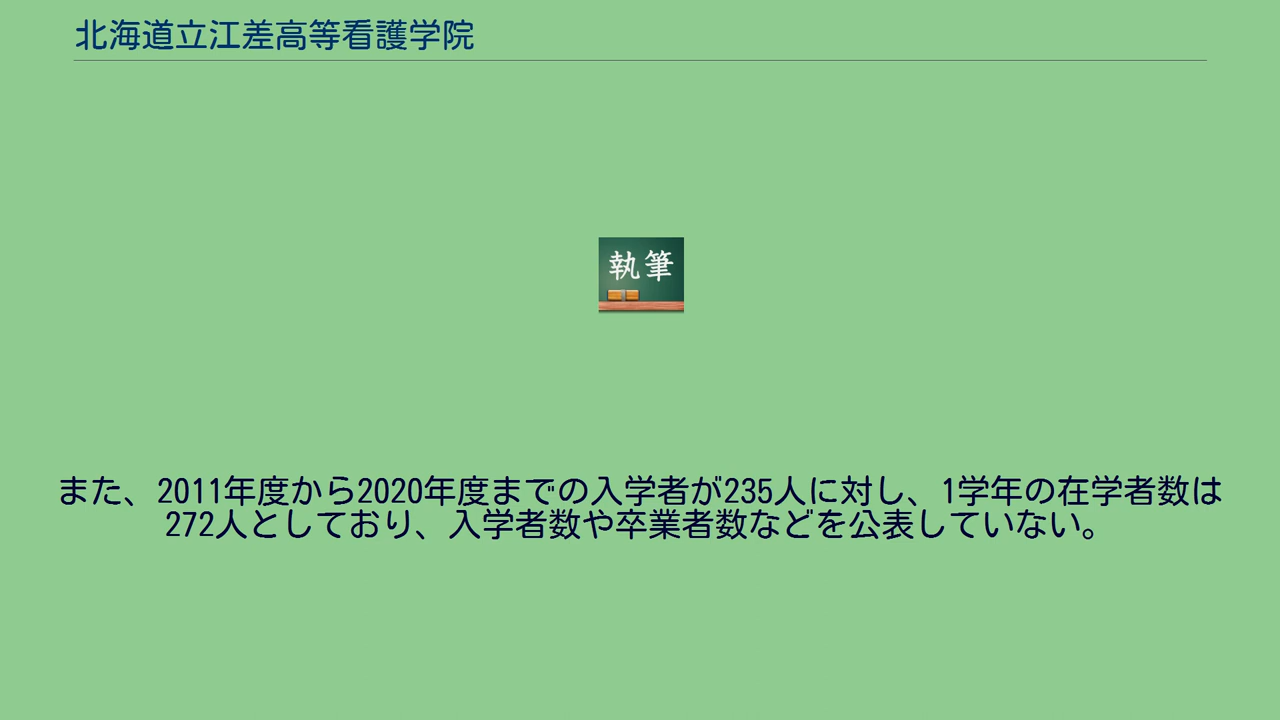 北海道立江差高等看護学院
執筆
また、2011年度から2020年度までの入学者が235人に対し、1学年の在学者数は
272人としており、入学者数や卒業者数などを公表していない。